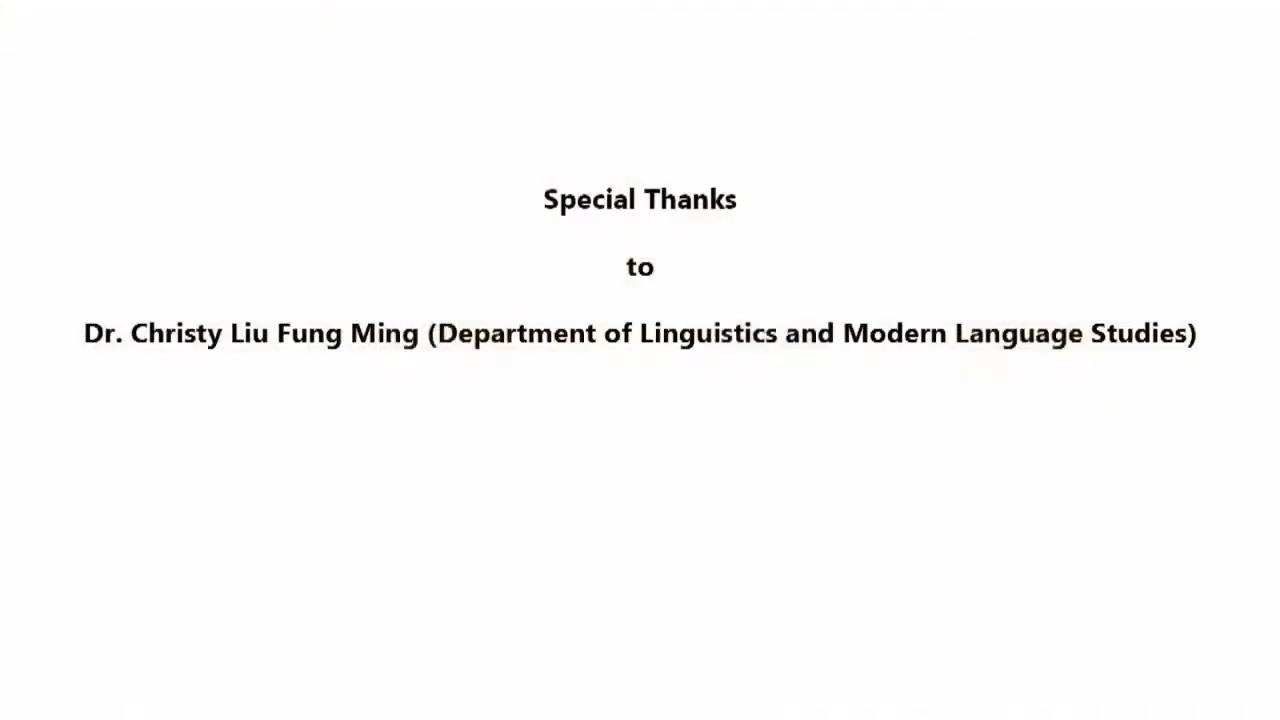 Special Thanks
to
Dr. Christy Liu Fung Ming (Department of Linguistics and Modern Language Studies)